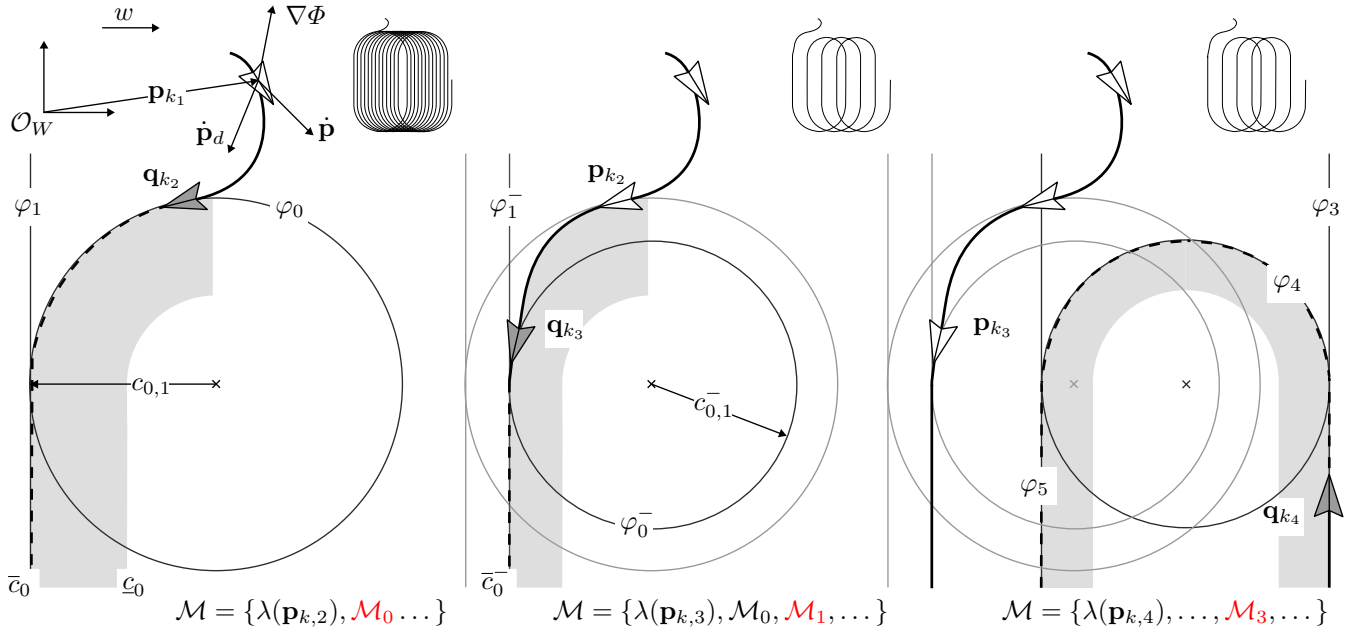 w
∇Φ
𝐩_{k_1}
𝒪_W
ṗ_d
ṗ
𝐪_{k_2}
φ_1
φ_0
c_{0,1}
c̅_0
c̲_0
ℳ = {λ(𝐩_{k,2}), ℳ_0 …}
𝐩_{k_2}
φ_1^−
𝐪_{k_3}
c_{0,1}^−
φ_0^−
c̅_0^−
ℳ = {λ(𝐩_{k,3}), ℳ_0, ℳ_1, …}
φ_3
φ_4
𝐩_{k_3}
φ_5
𝐪_{k_4}
ℳ = {λ(𝐩_{k,4}), …, ℳ_3, …}